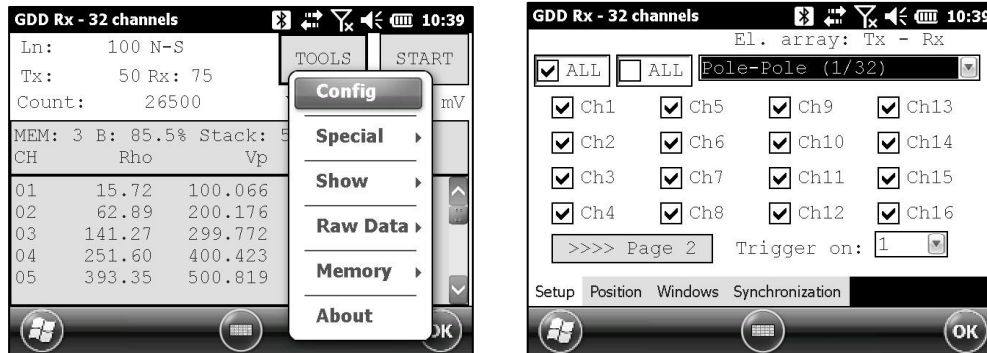 GDD Rx - 32 channels 10:39
Ln: 100 N-S
TOOLS START
Tx: 50 Rx: 75
Count: 26500 mV
MEM: 3 B: 85.5% Stack: 5
CH Rho Vp
01 15.72 100.066
02 62.89 200.176
03 141.27 299.772
04 251.60 400.423
05 393.35 500.819
Config
Special
Show
Raw Data
Memory
About
OK
GDD Rx - 32 channels 10:39
El. array: Tx - Rx
ALL ALL Pole-Pole (1/32)
Ch1 Ch5 Ch9 Ch13
Ch2 Ch6 Ch10 Ch14
Ch3 Ch7 Ch11 Ch15
Ch4 Ch8 Ch12 Ch16
>>>> Page 2 Trigger on: 1
Setup Position Windows Synchronization
OK